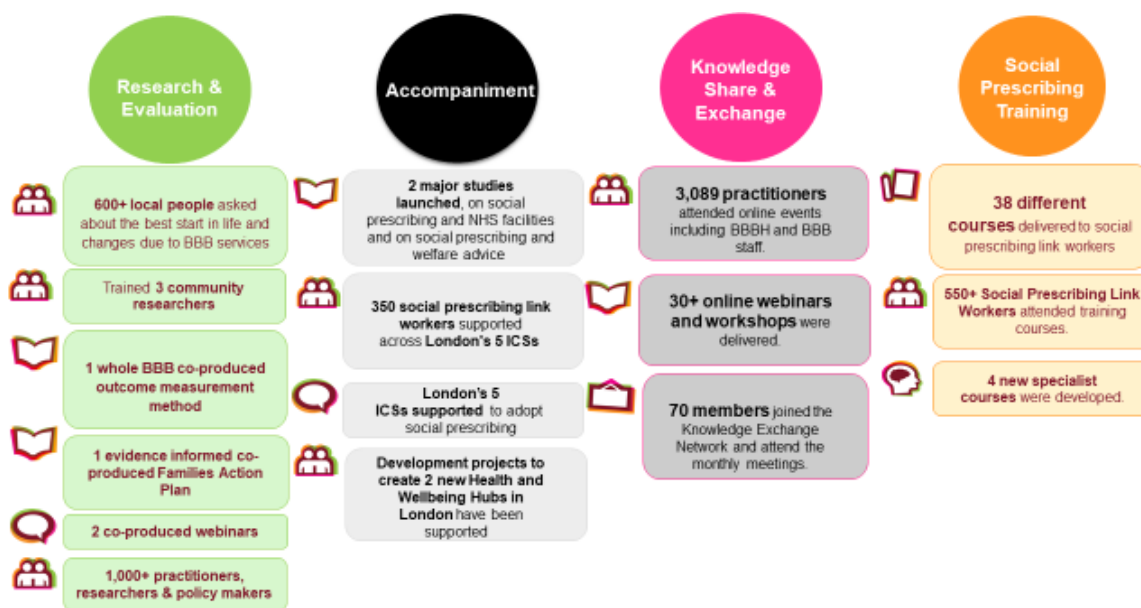 Research &
Evaluation
600+ local people asked
about the best start in life and
changes due to BBB services
Trained 3 community
researchers
1 whole BBB co-produced
outcome measurement
method
1 evidence informed co-
produced Families Action
Plan
2 co-produced webinars
1,000+ practitioners,
researchers & policy makers
Accompaniment
2 major studies
launched, on social
prescribing and NHS facilities
and on social prescribing and
welfare advice
350 social prescribing link
workers supported
across London's 5 ICSs
London's 5
ICSs supported to adopt
social prescribing
Development projects to
create 2 new Health and
Wellbeing Hubs in
London have been
supported
Knowledge
Share &
Exchange
3,089 practitioners
attended online events
including BBBH and BBB
staff.
30+ online webinars
and workshops were
delivered.
70 members joined the
Knowledge Exchange
Network and attend the
monthly meetings.
Social
Prescribing
Training
38 different
courses delivered to social
prescribing link workers
550+ Social Prescribing Link
Workers attended training
courses.
4 new specialist
courses were developed.